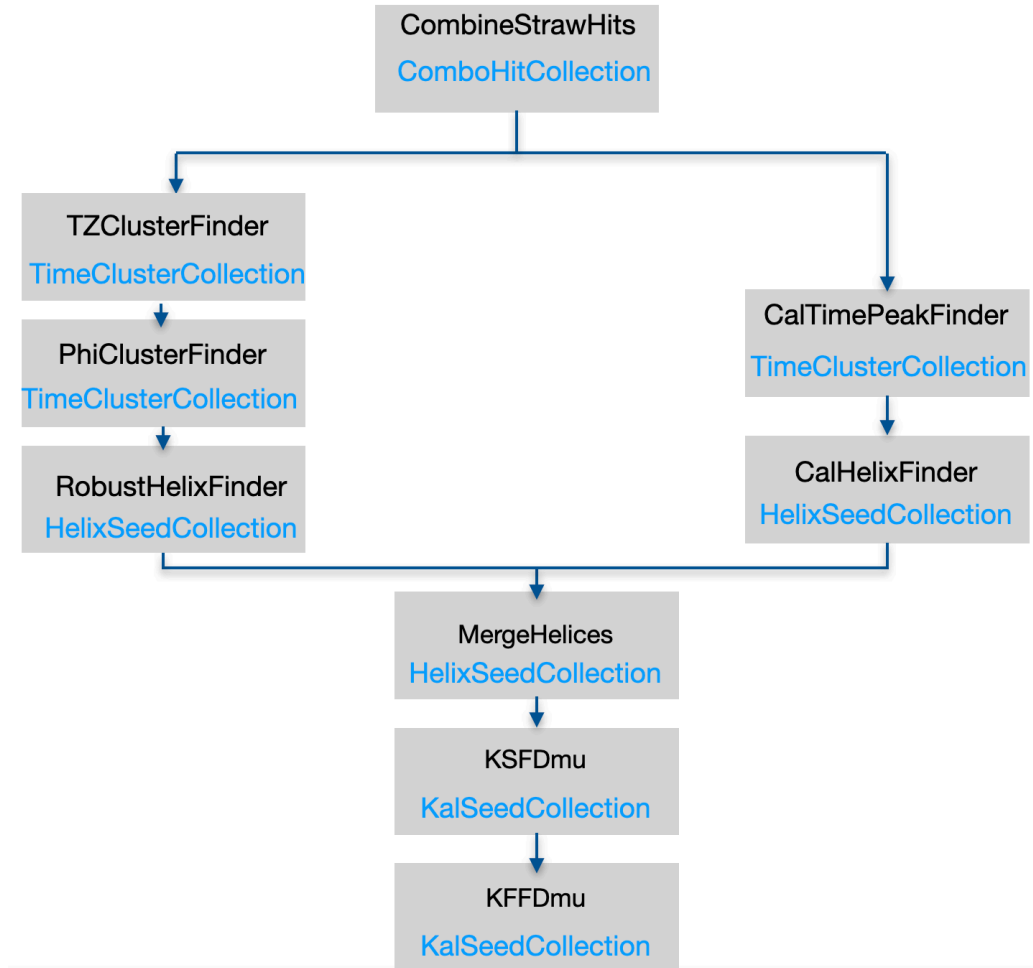 CombineStrawHits
ComboHitCollection
TZClusterFinder
TimeClusterCollection
PhiClusterFinder
TimeClusterCollection
RobustHelixFinder
HelixSeedCollection
CalTimePeakFinder
TimeClusterCollection
CalHelixFinder
HelixSeedCollection
MergeHelices
HelixSeedCollection
KSFDmu
KalSeedCollection
KFFDmu
KalSeedCollection